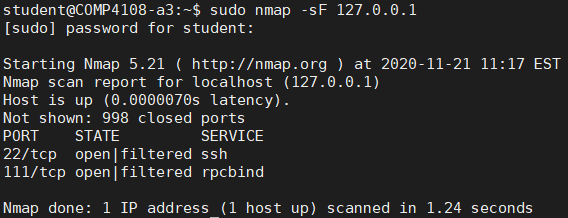 student@COMP4108-a3:~$ sudo nmap -sF 127.0.0.1
[sudo] password for student:
Starting Nmap 5.21 ( http://nmap.org ) at 2020-11-21 11:17 EST
Nmap scan report for localhost (127.0.0.1)
Host is up (0.0000070s latency).
Not shown: 998 closed ports
PORT    STATE         SERVICE
22/tcp  open|filtered ssh
111/tcp open|filtered rpcbind
Nmap done: 1 IP address (1 host up) scanned in 1.24 seconds